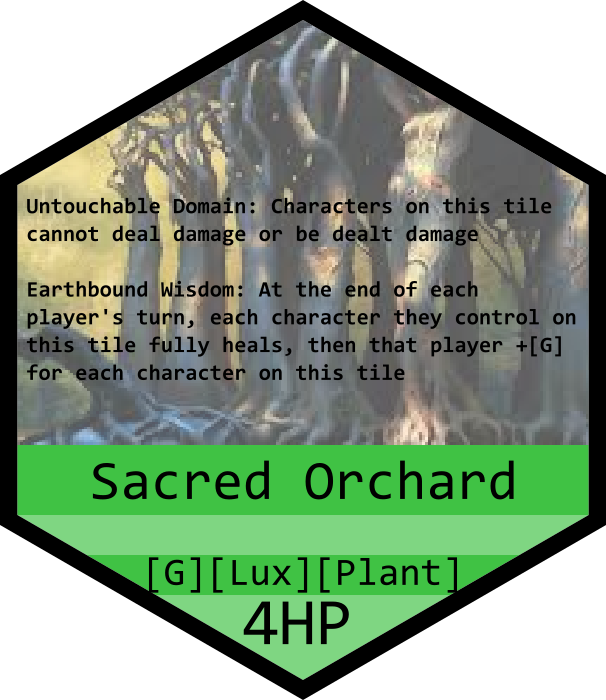 Untouchable Domain: Characters on this tile
cannot deal damage or be dealt damage
Earthbound Wisdom: At the end of each
player's turn, each character they control on
this tile fully heals, then that player +[G]
for each character on this tile
Sacred Orchard
[G][Lux][Plant]
4HP